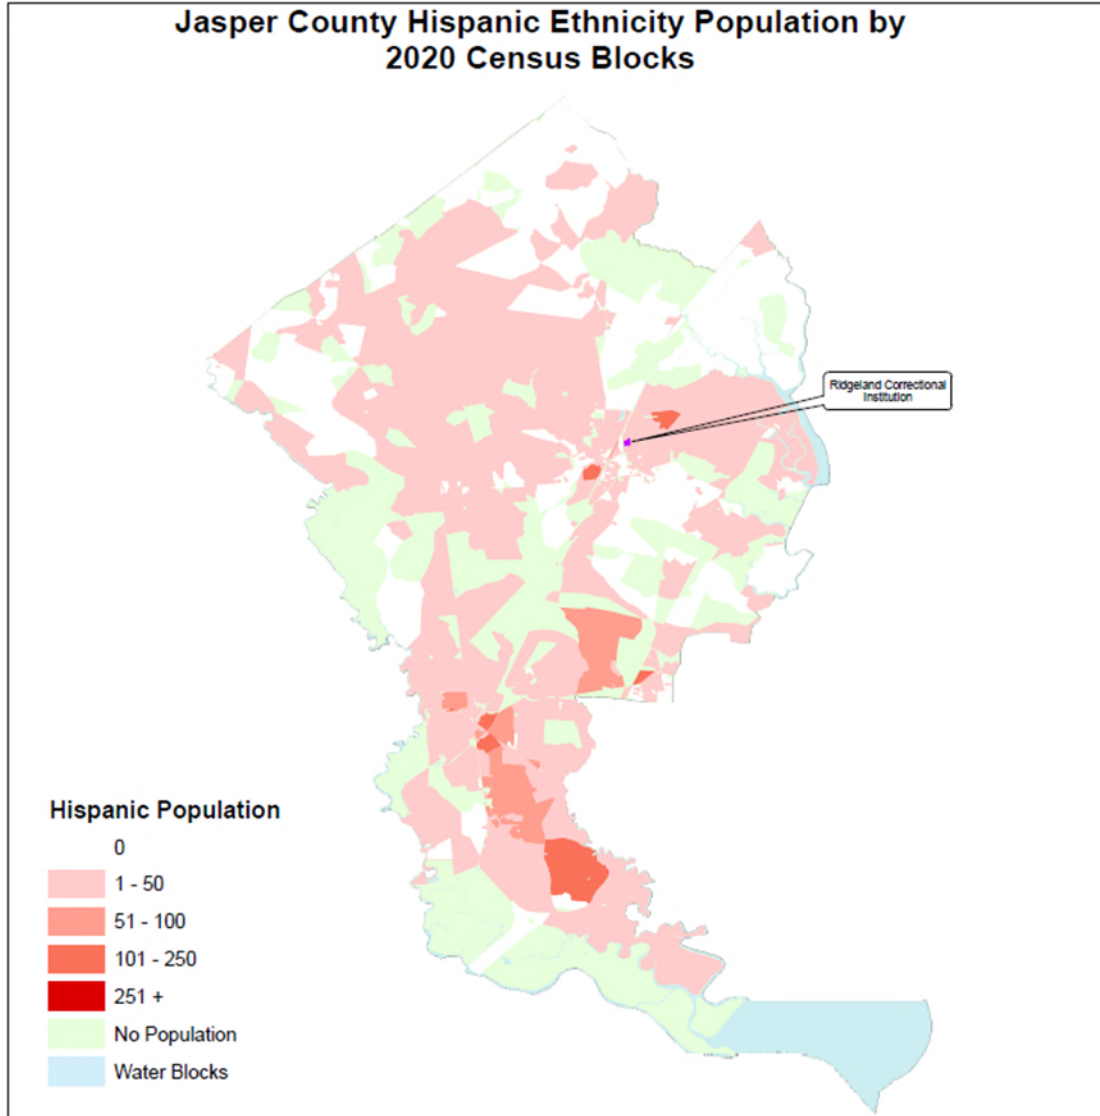 Jasper County Hispanic Ethnicity Population by
2020 Census Blocks
Ridgeland Correctional
Institution
Hispanic Population
0
1 - 50
51 - 100
101 - 250
251 +
No Population
Water Blocks